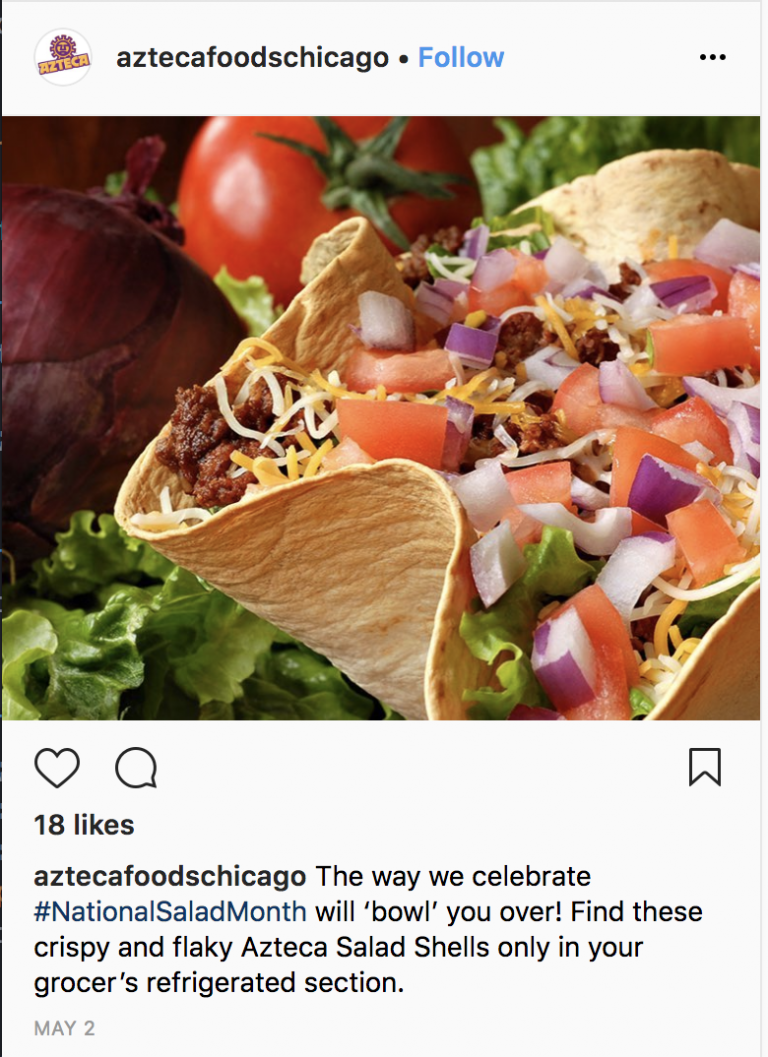 AZTECA
aztecafoodschicago • Follow
18 likes
aztecafoodschicago The way we celebrate
#NationalSaladMonth will ‘bowl’ you over! Find these
crispy and flaky Azteca Salad Shells only in your
grocer’s refrigerated section.
MAY 2